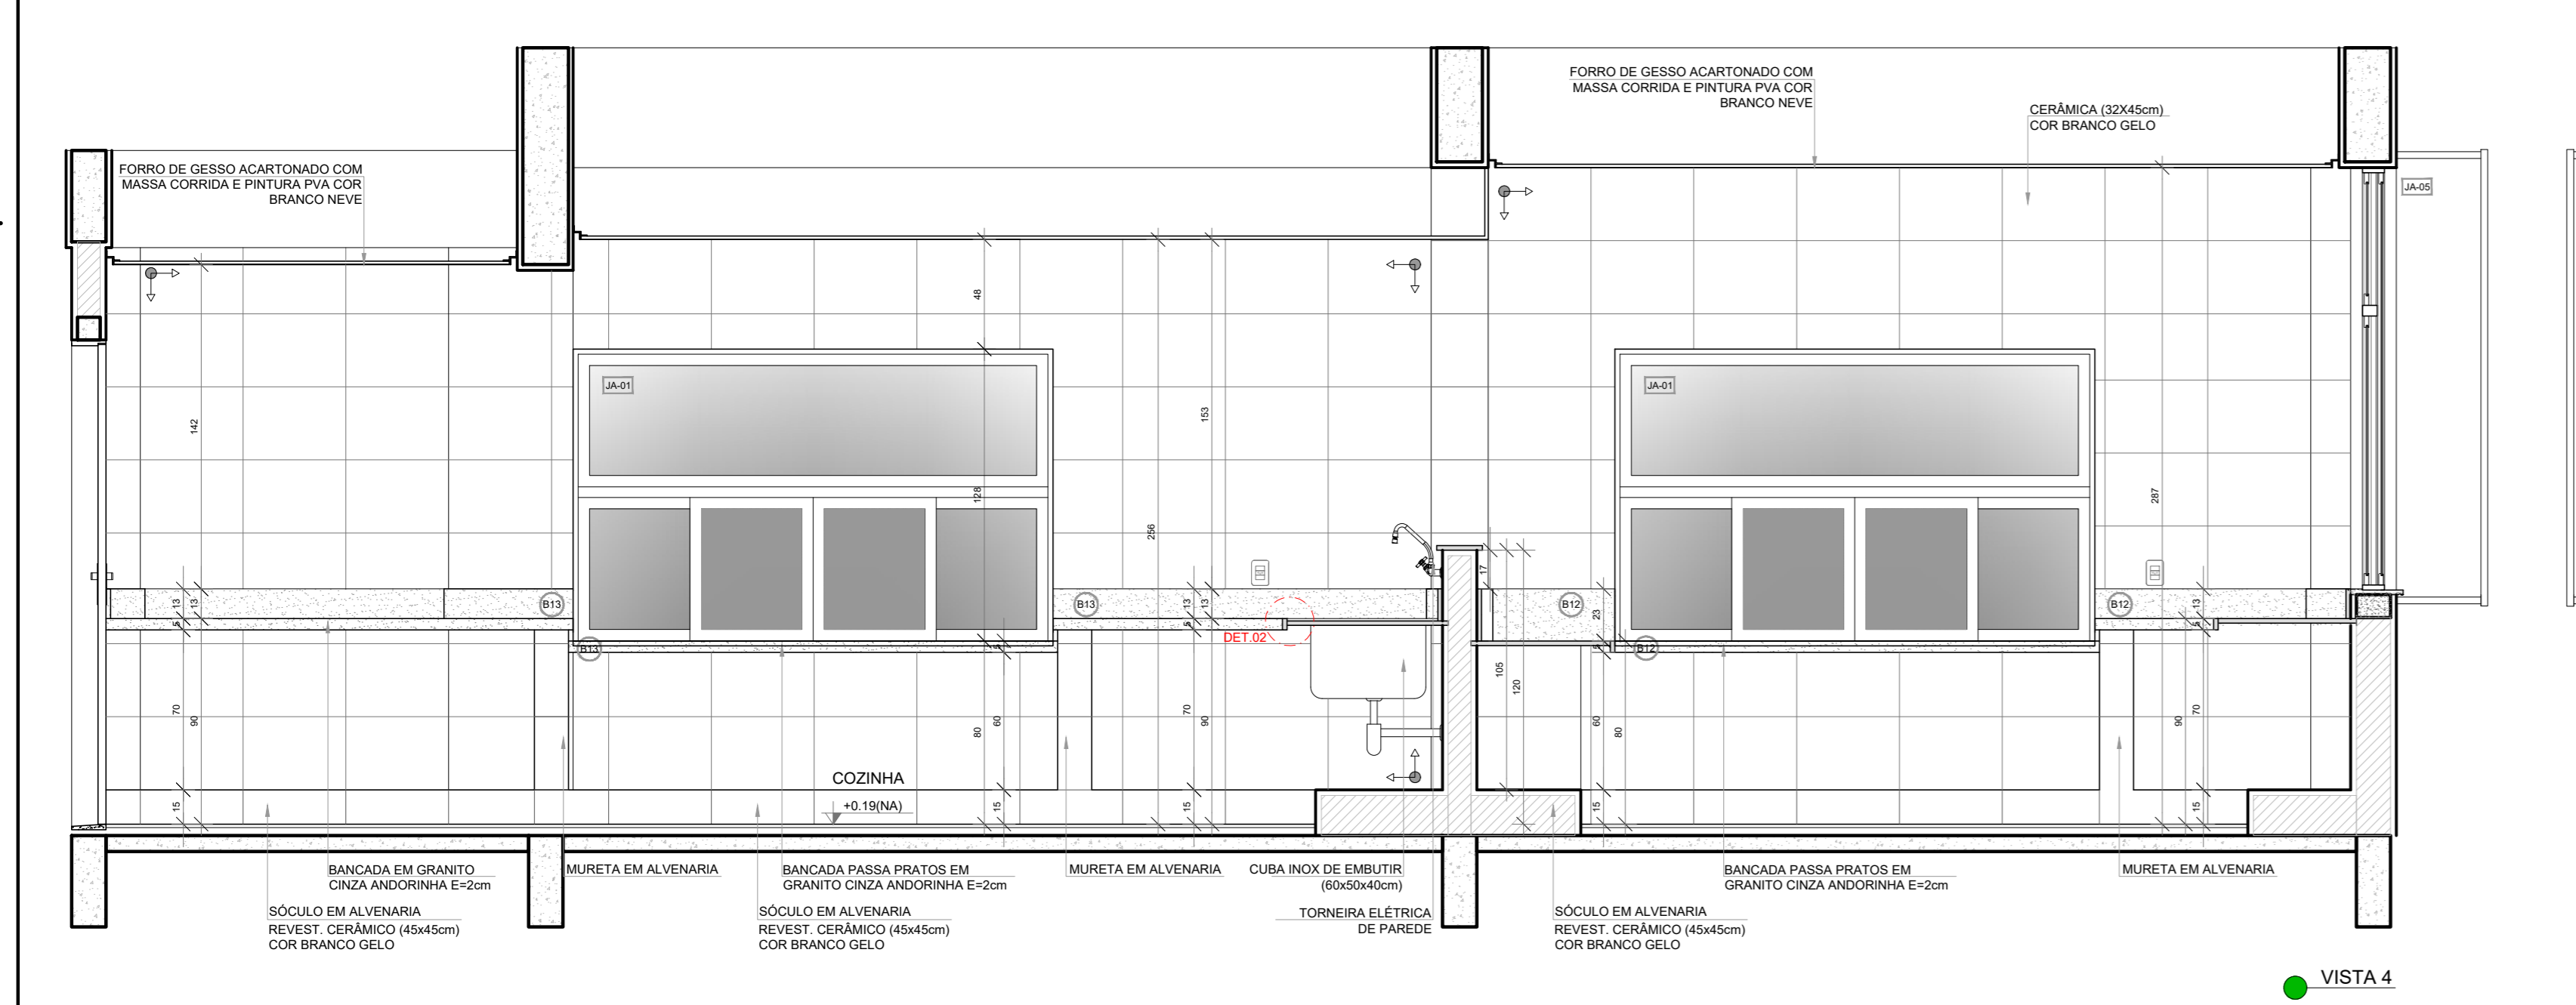 FORRO DE GESSO ACARTONADO COM
MASSA CORRIDA E PINTURA PVA COR
BRANCO NEVE
CERÂMICA (32X45cm)
COR BRANCO GELO
FORRO DE GESSO ACARTONADO COM
MASSA CORRIDA E PINTURA PVA COR
BRANCO NEVE
JA-05
48
JA-01
JA-01
142
153
128
256
287
17
13
13
B13
B13
13
13
B12
23
B12
13
5
5
5
DET.02
B13
5
B12
5
105
120
70
90
80
60
70
90
60
80
90
70
COZINHA
+0.19(NA)
15
15
15
15
15
BANCADA EM GRANITO
CINZA ANDORINHA E=2cm
MURETA EM ALVENARIA
BANCADA PASSA PRATOS EM
GRANITO CINZA ANDORINHA E=2cm
MURETA EM ALVENARIA
CUBA INOX DE EMBUTIR
(60x50x40cm)
BANCADA PASSA PRATOS EM
GRANITO CINZA ANDORINHA E=2cm
MURETA EM ALVENARIA
SÓCULO EM ALVENARIA
REVEST. CERÂMICO (45x45cm)
COR BRANCO GELO
SÓCULO EM ALVENARIA
REVEST. CERÂMICO (45x45cm)
COR BRANCO GELO
TORNEIRA ELÉTRICA
DE PAREDE
SÓCULO EM ALVENARIA
REVEST. CERÂMICO (45x45cm)
COR BRANCO GELO
VISTA 4